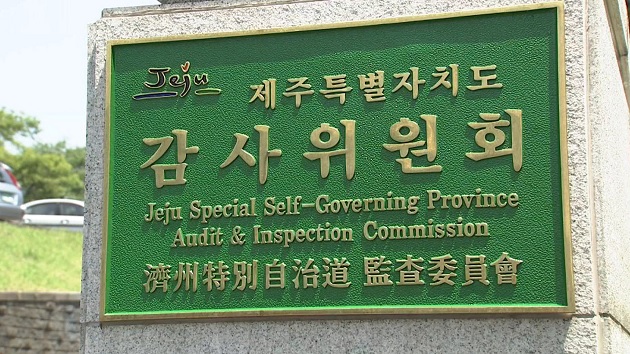 Jeju 제주특별자치도
감사위원회
Jeju Special Self-Governing Province
Audit & Inspection Commission
濟州特別自治道 監査委員會